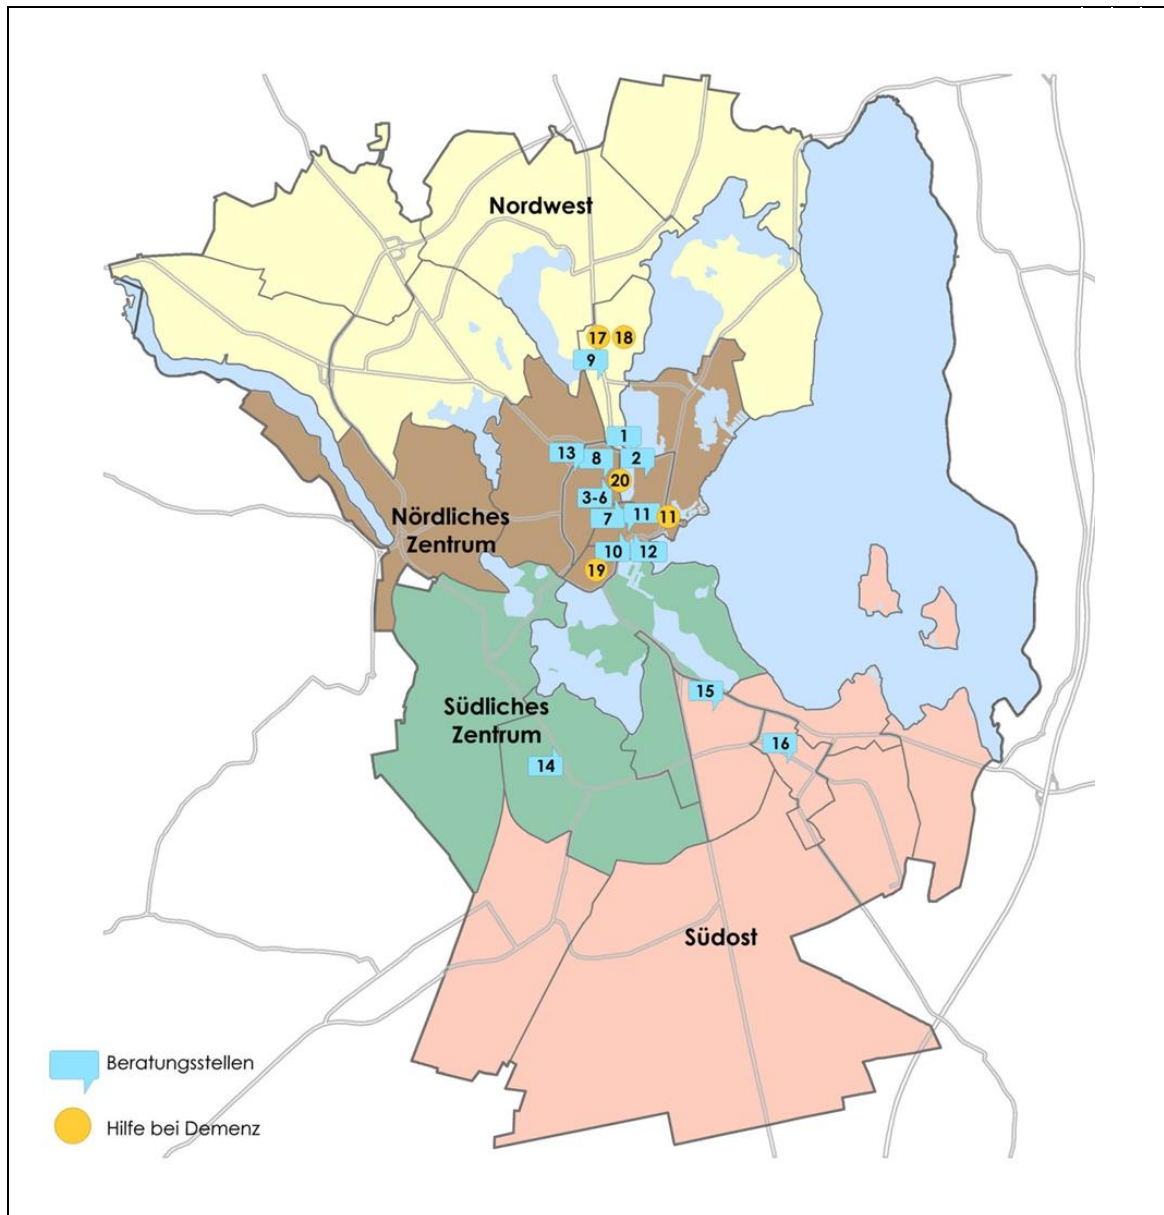 Nordwest
17
18
9
1
13
8
2
20
3-6
7
11
11
Nördliches
Zentrum
10
12
19
15
Südliches
Zentrum
16
14
Südost
Beratungsstellen
Hilfe bei Demenz